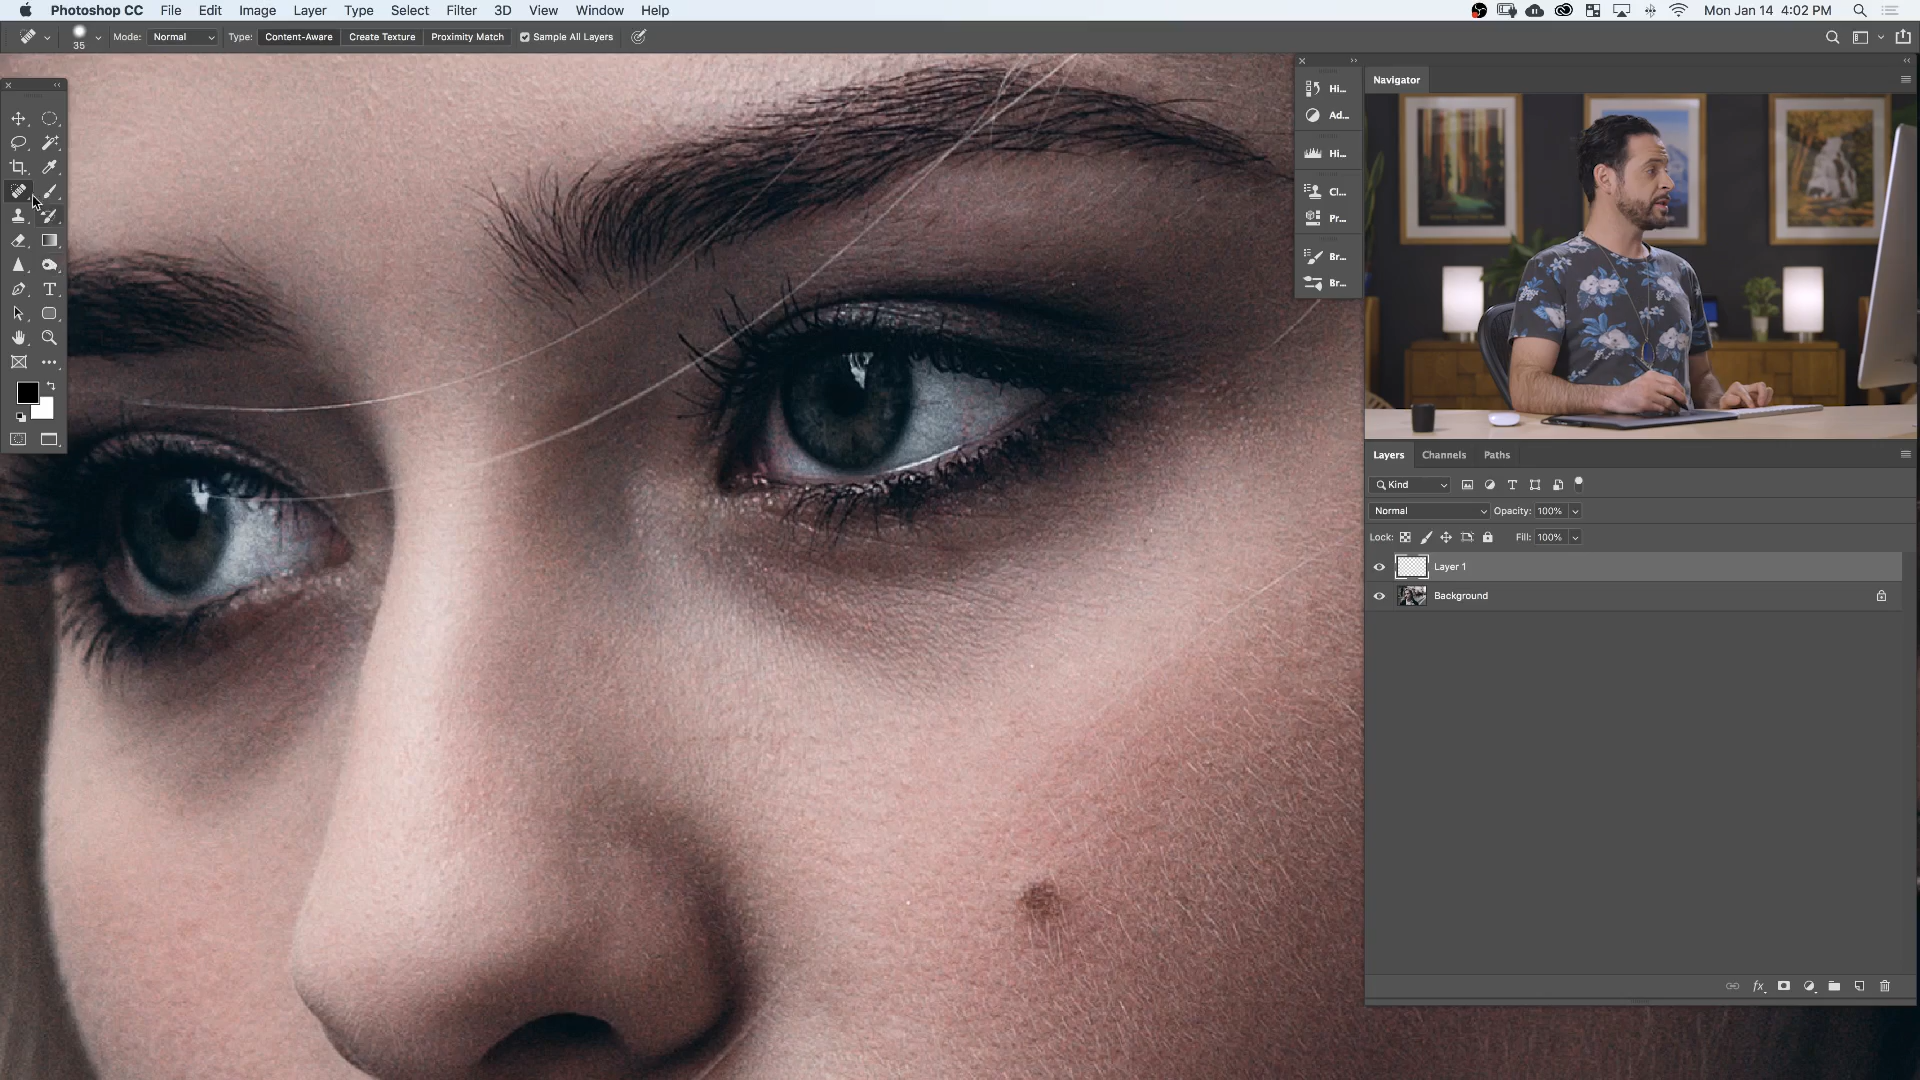 Photoshop CC File Edit Image Layer Type Select Filter 3D View Window Help Mon Jan 14 4:02 PM
35 Mode: Normal Type: Content-Aware Create Texture Proximity Match Sample All Layers
Navigator
Hi...
Ad...
Hi...
Cl...
Pr...
Br...
Br...
Layers Channels Paths
Kind
Normal Opacity: 100%
Lock: Fill: 100%
Layer 1
Background